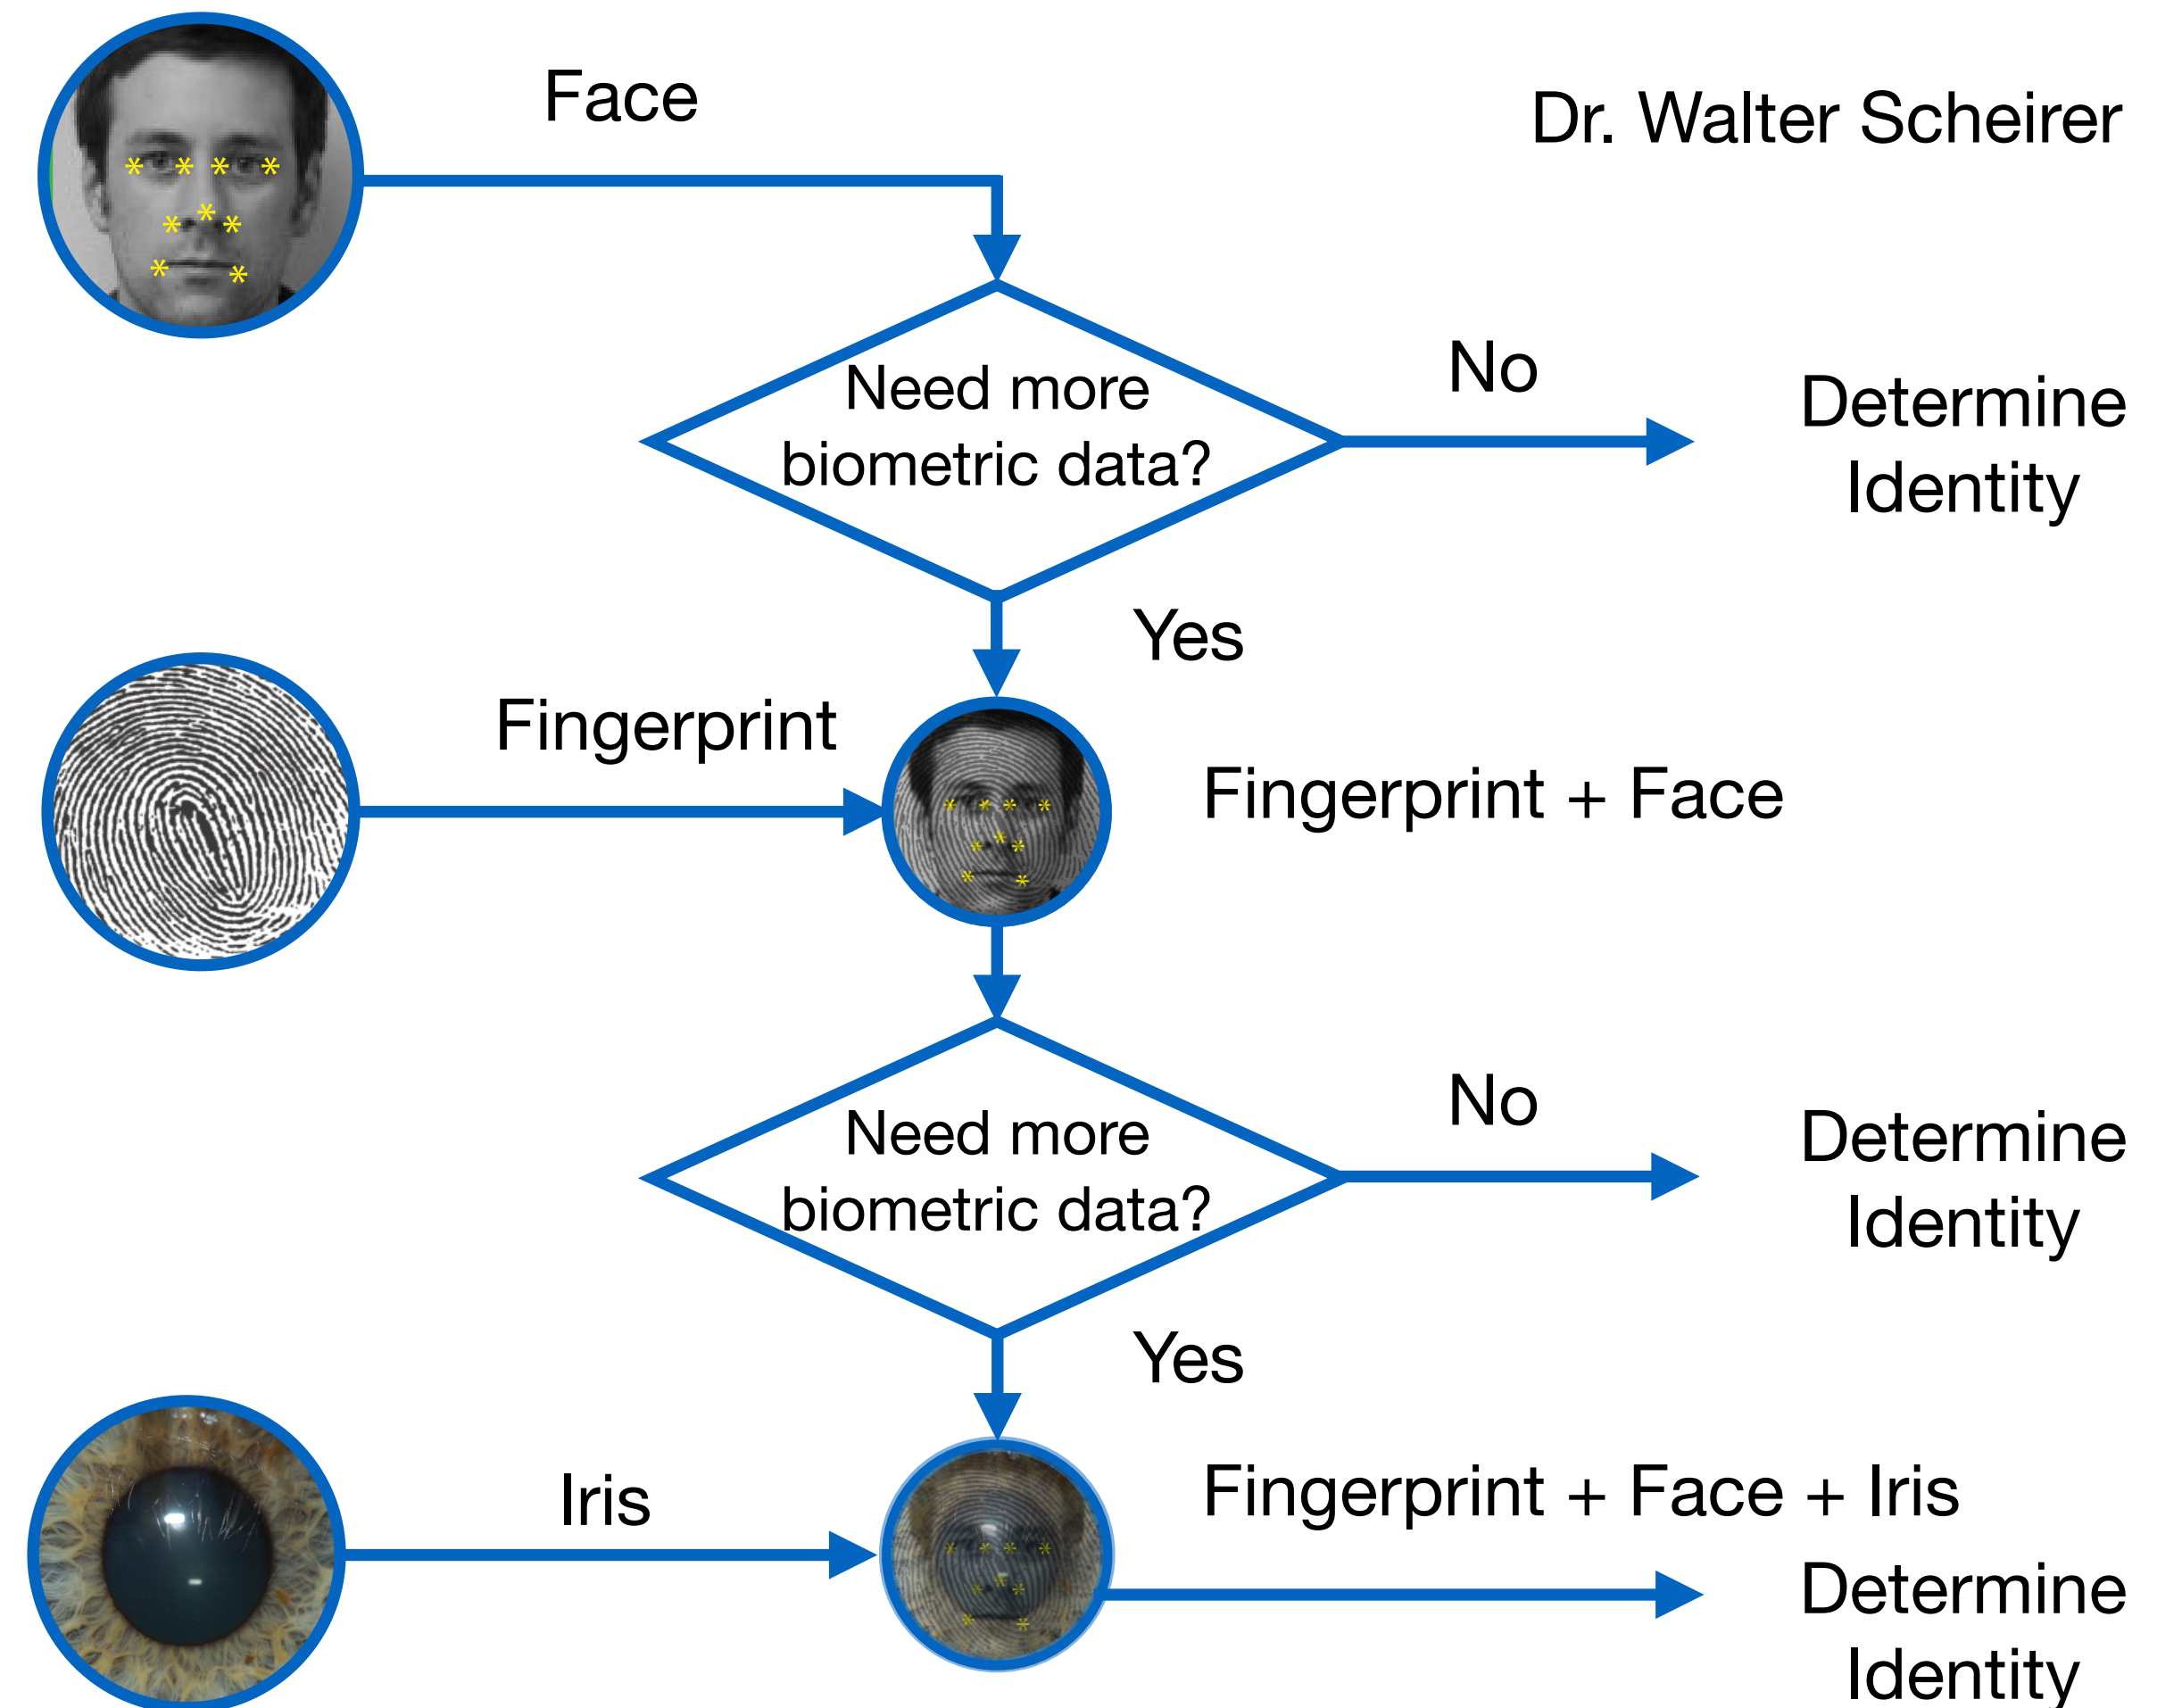 Face
Dr. Walter Scheirer
Need more
biometric data?
No
Determine
Identity
Yes
Fingerprint
Fingerprint + Face
Need more
biometric data?
No
Determine
Identity
Yes
Iris
Fingerprint + Face + Iris
Determine
Identity